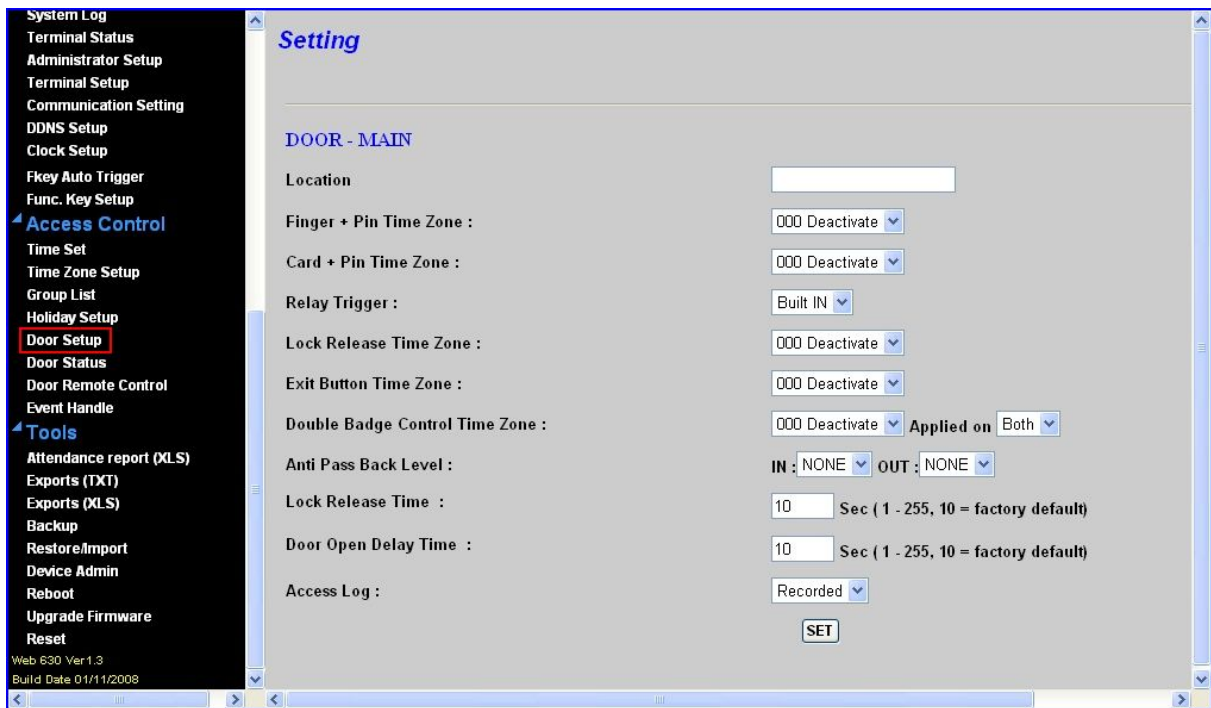 System Log
Terminal Status
Administrator Setup
Terminal Setup
Communication Setting
DDNS Setup
Clock Setup
Fkey Auto Trigger
Func. Key Setup
Access Control
Time Set
Time Zone Setup
Group List
Holiday Setup
Door Setup
Door Status
Door Remote Control
Event Handle
Tools
Attendance report (XLS)
Exports (TXT)
Exports (XLS)
Backup
Restore/Import
Device Admin
Reboot
Upgrade Firmware
Reset
Web 630 Ver1.3
Build Date 01/11/2008
Setting
DOOR - MAIN
Location
Finger + Pin Time Zone : 000 Deactivate
Card + Pin Time Zone : 000 Deactivate
Relay Trigger : Built IN
Lock Release Time Zone : 000 Deactivate
Exit Button Time Zone : 000 Deactivate
Double Badge Control Time Zone : 000 Deactivate Applied on Both
Anti Pass Back Level : IN : NONE OUT : NONE
Lock Release Time : 10 Sec ( 1 - 255, 10 = factory default)
Door Open Delay Time : 10 Sec ( 1 - 255, 10 = factory default)
Access Log : Recorded
SET